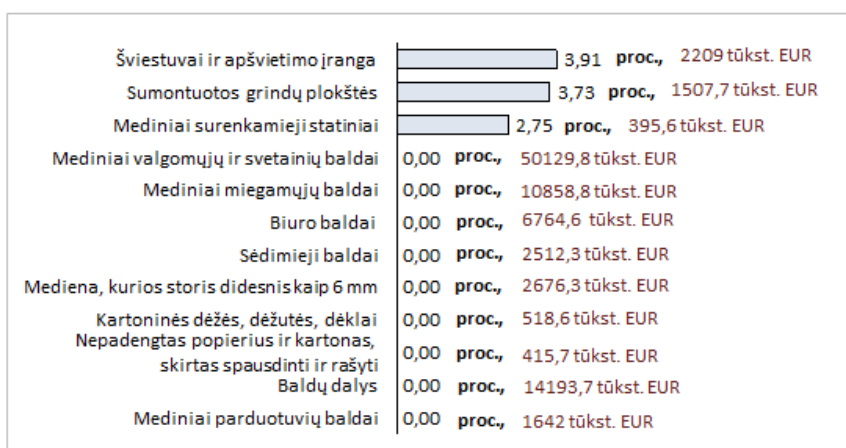 Šviestuvai ir apšvietimo įranga 3,91 proc., 2209 tūkst. EUR
Sumontuotos grindų plokštės 3,73 proc., 1507,7 tūkst. EUR
Mediniai surenkamieji statiniai 2,75 proc., 395,6 tūkst. EUR
Mediniai valgomųjų ir svetainių baldai 0,00 proc., 50129,8 tūkst. EUR
Mediniai miegamųjų baldai 0,00 proc., 10858,8 tūkst. EUR
Biuro baldai 0,00 proc., 6764,6 tūkst. EUR
Sėdimieji baldai 0,00 proc., 2512,3 tūkst. EUR
Mediena, kurios storis didesnis kaip 6 mm 0,00 proc., 2676,3 tūkst. EUR
Kartoninės dėžės, dėžutės, dėklai 0,00 proc., 518,6 tūkst. EUR
Nepadengtas popierius ir kartonas,
skirtas spausdinti ir rašyti 0,00 proc., 415,7 tūkst. EUR
Baldų dalys 0,00 proc., 14193,7 tūkst. EUR
Mediniai parduotuvių baldai 0,00 proc., 1642 tūkst. EUR